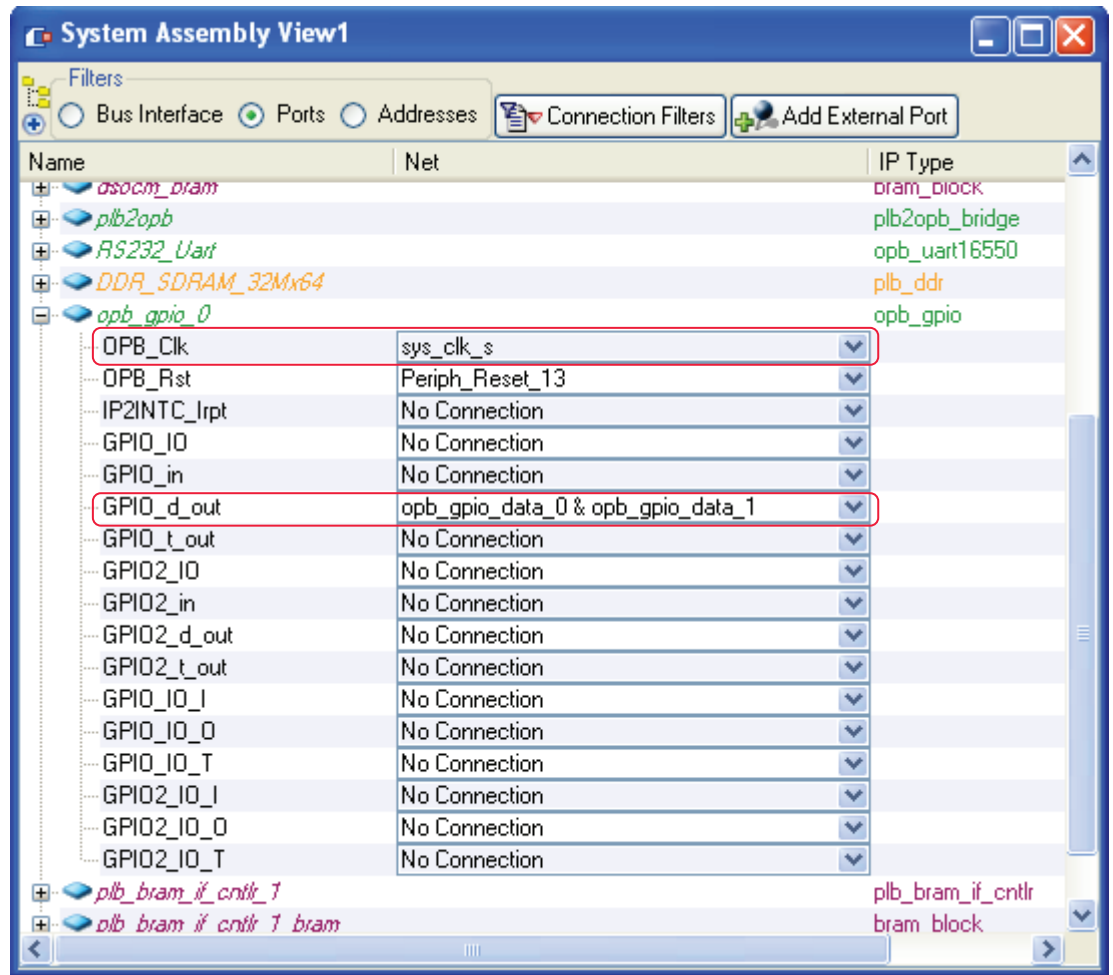 System Assembly View1
Filters
Bus Interface Ports Addresses Connection Filters Add External Port
Name Net IP Type
dsocm_bram bram_block
plb2opb plb2opb_bridge
RS232_Uart opb_uart16550
DDR_SDRAM_32Mx64 plb_ddr
opb_gpio_0 opb_gpio
OPB_Clk sys_clk_s
OPB_Rst Periph_Reset_13
IP2INTC_Irpt No Connection
GPIO_IO No Connection
GPIO_in No Connection
GPIO_d_out opb_gpio_data_0 & opb_gpio_data_1
GPIO_t_out No Connection
GPIO2_IO No Connection
GPIO2_in No Connection
GPIO2_d_out No Connection
GPIO2_t_out No Connection
GPIO_IO_I No Connection
GPIO_IO_O No Connection
GPIO_IO_T No Connection
GPIO2_IO_I No Connection
GPIO2_IO_O No Connection
GPIO2_IO_T No Connection
plb_bram_if_cntlr_1 plb_bram_if_cntlr
plb_bram_if_cntlr_1_bram bram_block